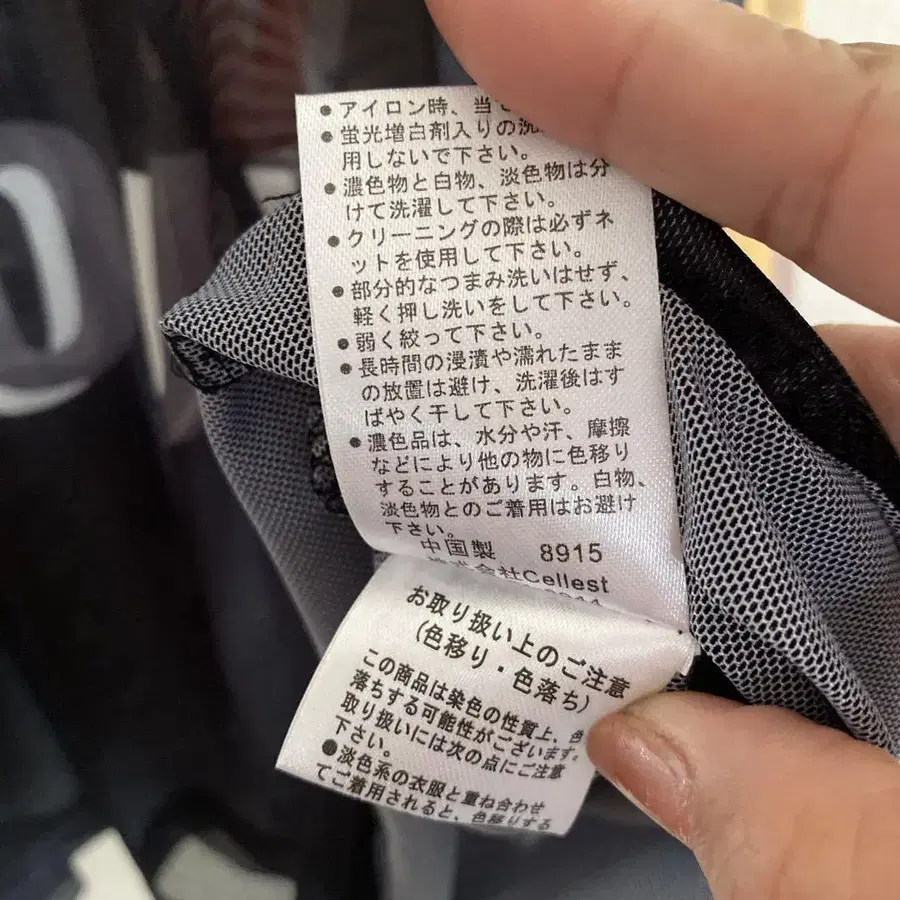 ●アイロン時、当
●蛍光増白剤入りの洗
用しないで下さい。
●濃色物と白物、淡色物は分
けて洗濯して下さい。
●クリーニングの際は必ずネ
ットを使用して下さい。
●部分的なつまみ洗いはせず、
軽く押し洗いをして下さい。
●弱く絞って下さい。
●長時間の浸漬や濡れたまま
の放置は避け、洗濯後はす
ばやく干して下さい。
●濃色品は、水分や汗、摩擦
などにより他の物に色移り
することがあります。白物、
淡色物とのご着用はお避け
下さい。
中国製 8915
株式会社Cellest
お取り扱い上のご注意
(色移り・色落ち)
この商品は染色の性質上、色
落ちする可能性がございます。
取り扱いには次の点にご注意
下さい。
●淡色系の衣服と重ね合わせ
てご着用されると、色移りする